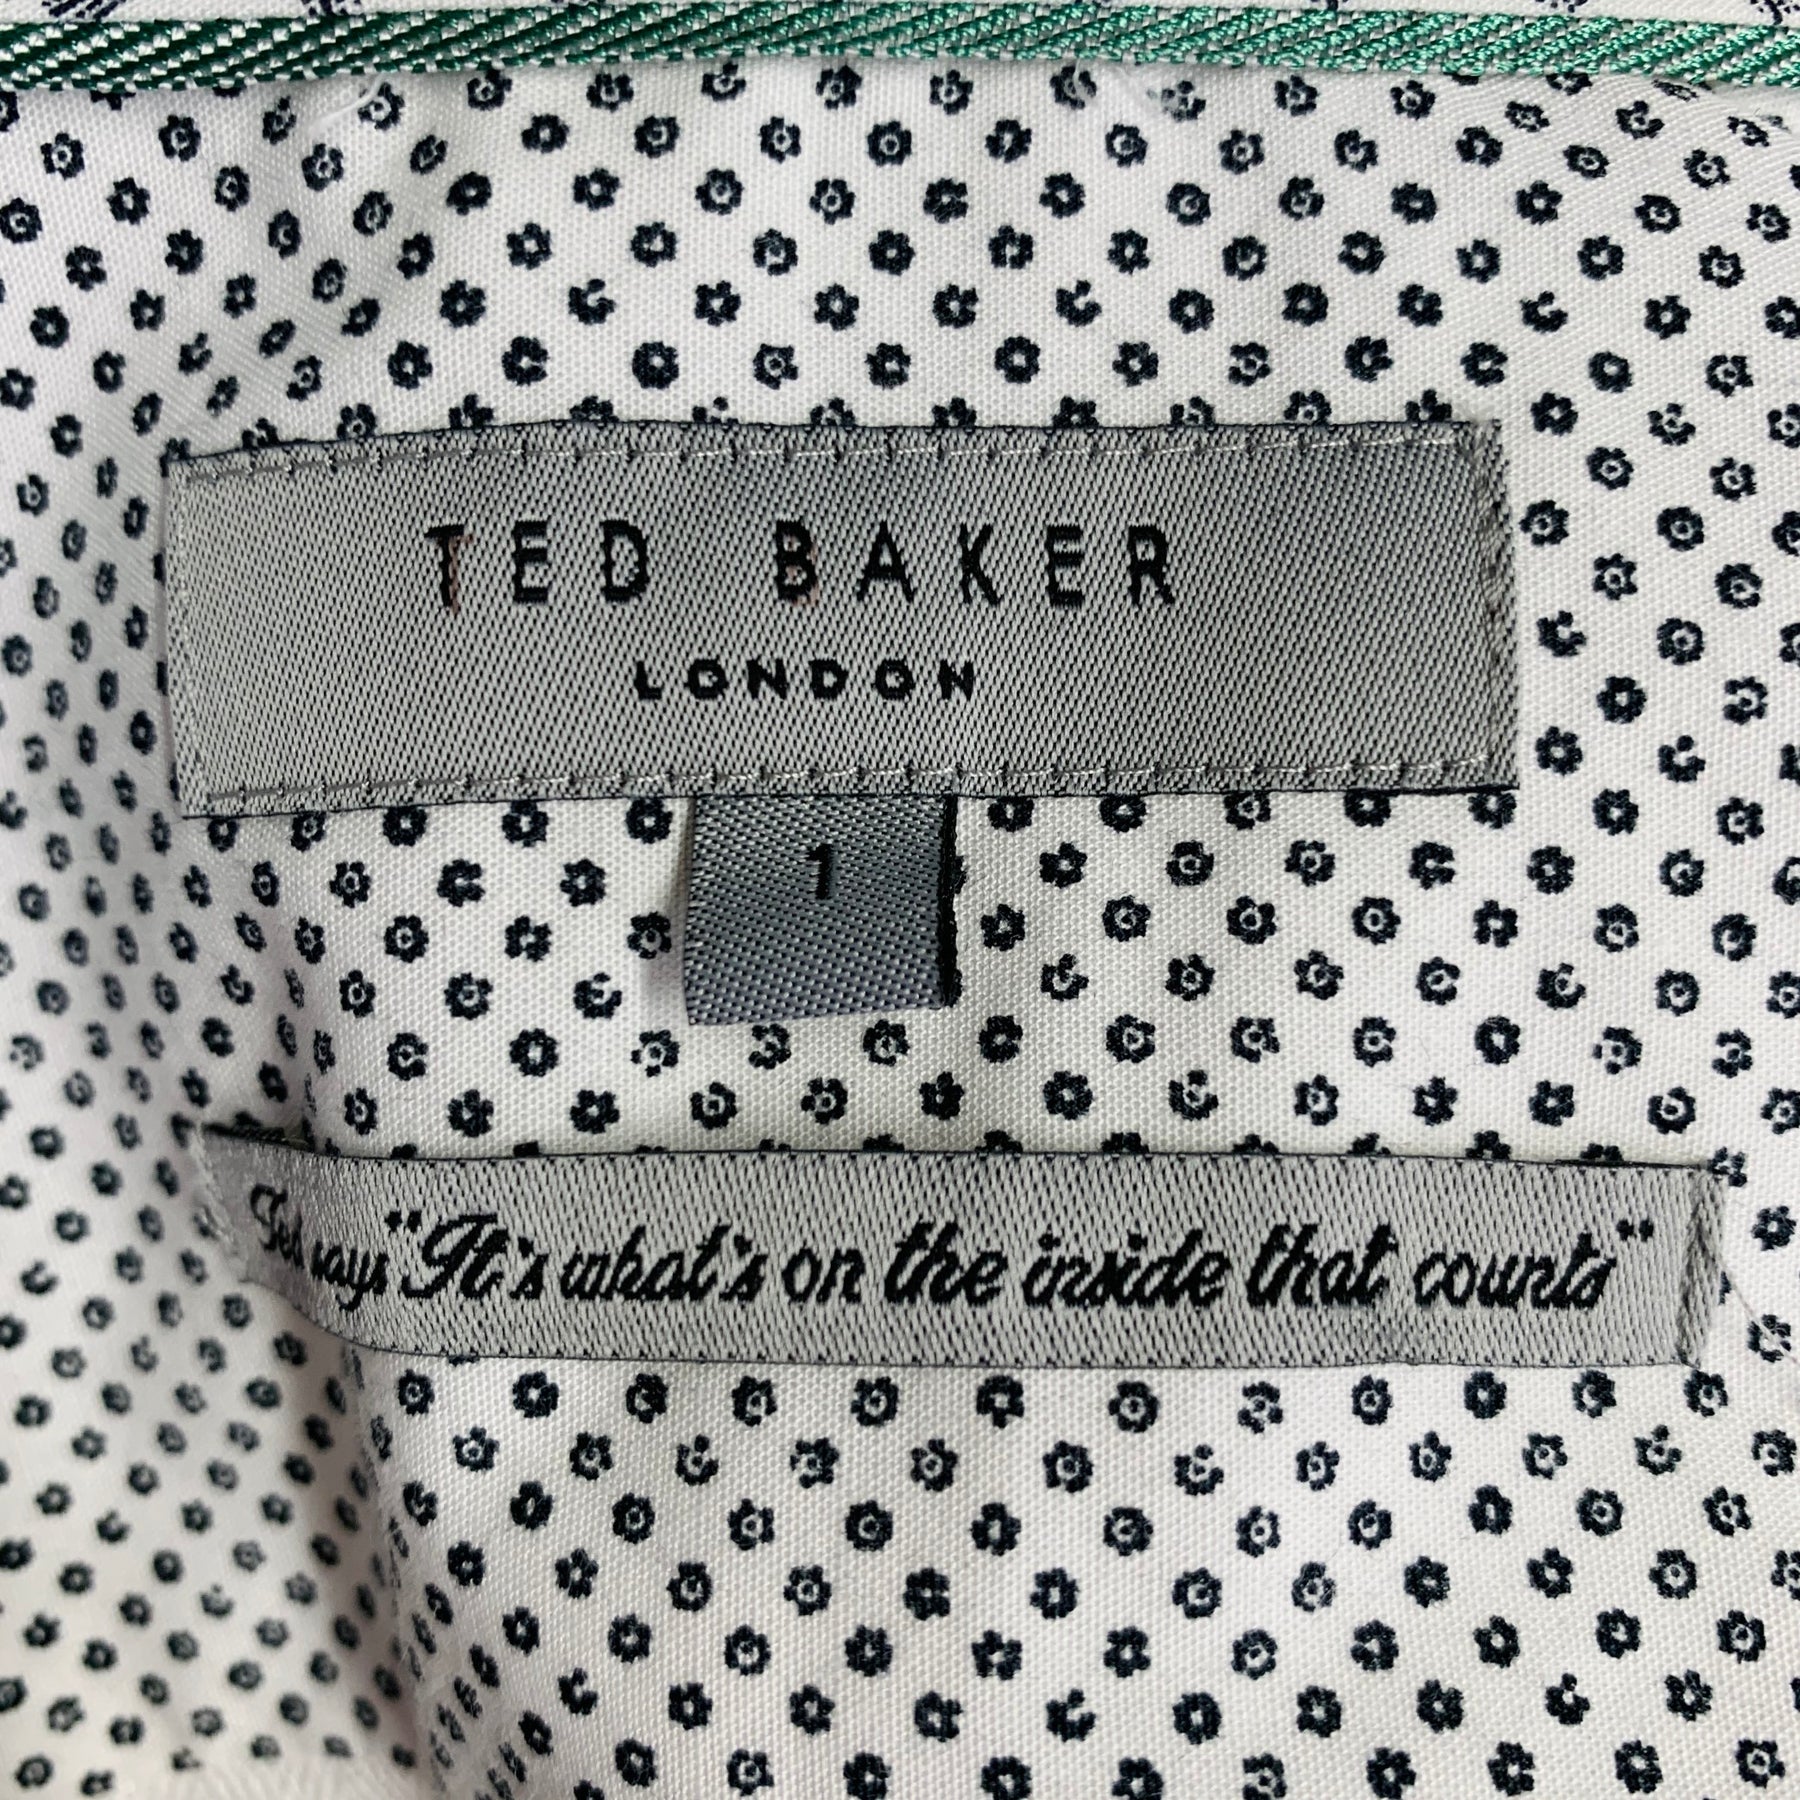 TED BAKER
LONDON
1
Ted says "It's what's on the inside that counts"